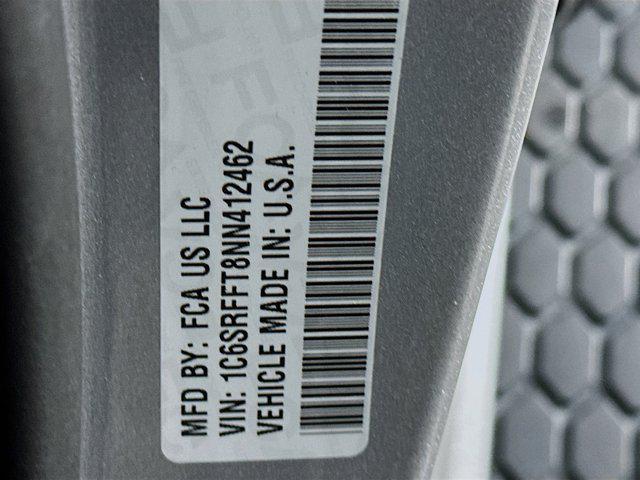 MFD BY: FCA US LLC
VIN: 1C6SRFFT8NN412462
VEHICLE MADE IN: U.S.A.